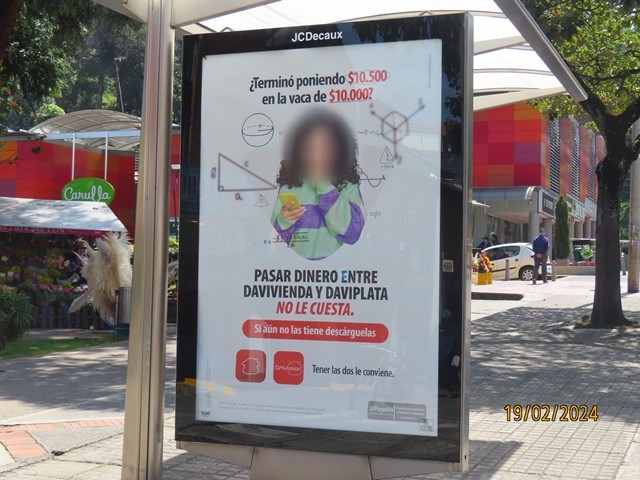 JCDecaux
¿Terminó poniendo $10.500
en la vaca de $10.000?
PASAR DINERO ENTRE
DAVIVIENDA Y DAVIPLATA
NO LE CUESTA.
Si aún no las tiene descárguelas
DaviPlata
Tener las dos le conviene.
Carulla
19/02/2024